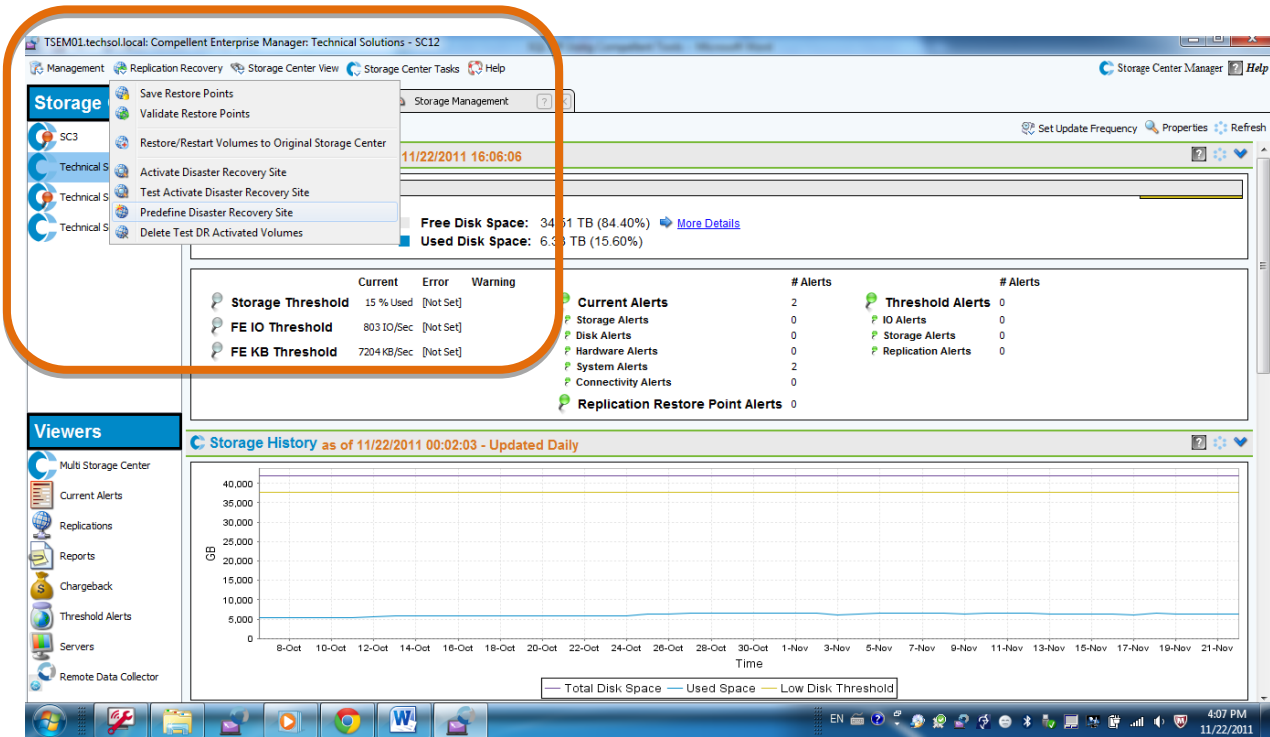 TSEM01.techsol.local: Compellent Enterprise Manager: Technical Solutions - SC12
Management Replication Recovery Storage Center View Storage Center Tasks Help Storage Center Manager Help
Save Restore Points
Validate Restore Points
Restore/Restart Volumes to Original Storage Center
Activate Disaster Recovery Site
Test Activate Disaster Recovery Site
Predefine Disaster Recovery Site
Delete Test DR Activated Volumes
Storage
SC3
Technical S
Technical S
Technical S
Storage Management
Set Update Frequency Properties Refresh
11/22/2011 16:06:06
Free Disk Space: 34.51 TB (84.40%) More Details
Used Disk Space: 6.38 TB (15.60%)
Current Error Warning
Storage Threshold 15 % Used [Not Set]
FE IO Threshold 803 IO/Sec [Not Set]
FE KB Threshold 7204 KB/Sec [Not Set]
# Alerts
Current Alerts 2
Storage Alerts 0
Disk Alerts 0
Hardware Alerts 0
System Alerts 2
Connectivity Alerts 0
Replication Restore Point Alerts 0
# Alerts
Threshold Alerts 0
IO Alerts 0
Storage Alerts 0
Replication Alerts 0
Viewers
Multi Storage Center
Current Alerts
Replications
Reports
Chargeback
Threshold Alerts
Servers
Remote Data Collector
Storage History as of 11/22/2011 00:02:03 - Updated Daily
40,000
35,000
30,000
25,000
20,000
15,000
10,000
5,000
0
GB
8-Oct 10-Oct 12-Oct 14-Oct 16-Oct 18-Oct 20-Oct 22-Oct 24-Oct 26-Oct 28-Oct 30-Oct 1-Nov 3-Nov 5-Nov 7-Nov 9-Nov 11-Nov 13-Nov 15-Nov 17-Nov 19-Nov 21-Nov
Time
Total Disk Space Used Space Low Disk Threshold
EN
4:07 PM
11/22/2011